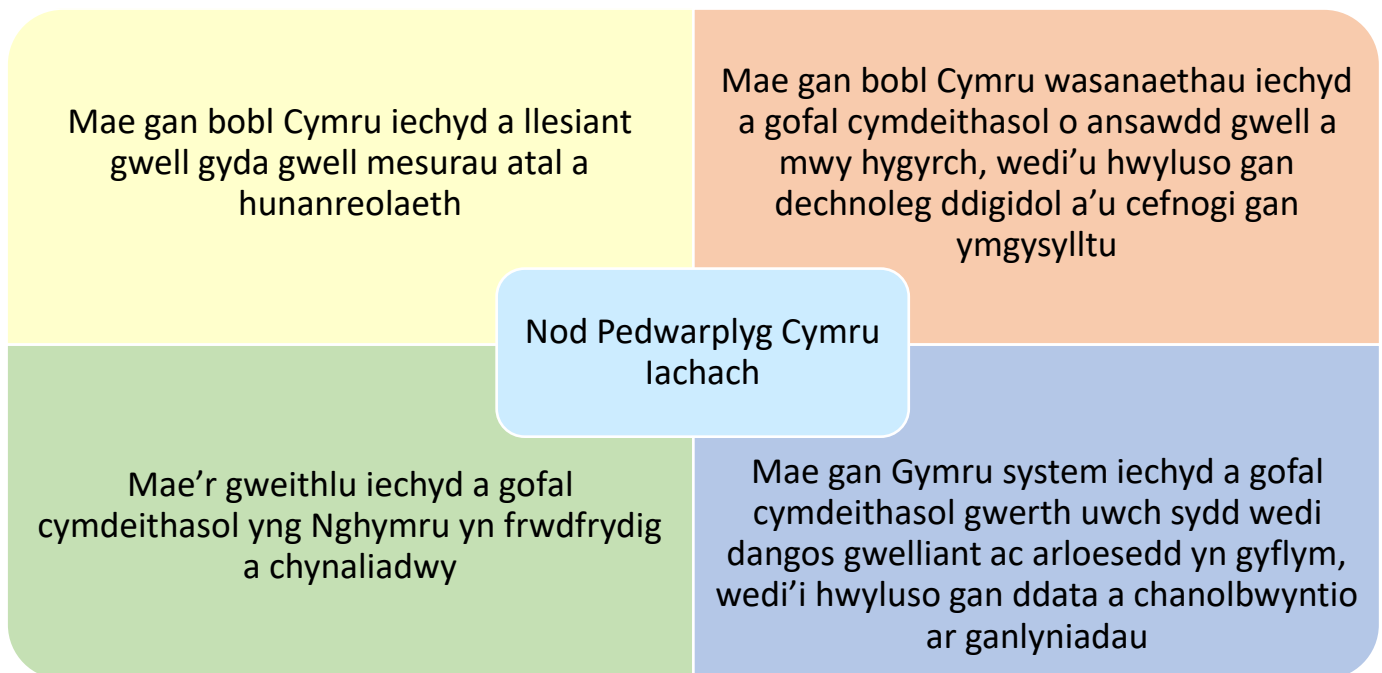 Mae gan bobl Cymru iechyd a llesiant
gwell gyda gwell mesurau atal a
hunanreolaeth
Mae gan bobl Cymru wasanaethau iechyd
a gofal cymdeithasol o ansawdd gwell a
mwy hygyrch, wedi’u hwyluso gan
dechnoleg ddigidol a’u cefnogi gan
ymgysylltu
Nod Pedwarplyg Cymru
Iachach
Mae’r gweithlu iechyd a gofal
cymdeithasol yng Nghymru yn frwdfrydig
a chynaliadwy
Mae gan Gymru system iechyd a gofal
cymdeithasol gwerth uwch sydd wedi
dangos gwelliant ac arloesedd yn gyflym,
wedi’i hwyluso gan ddata a chanolbwyntio
ar ganlyniadau